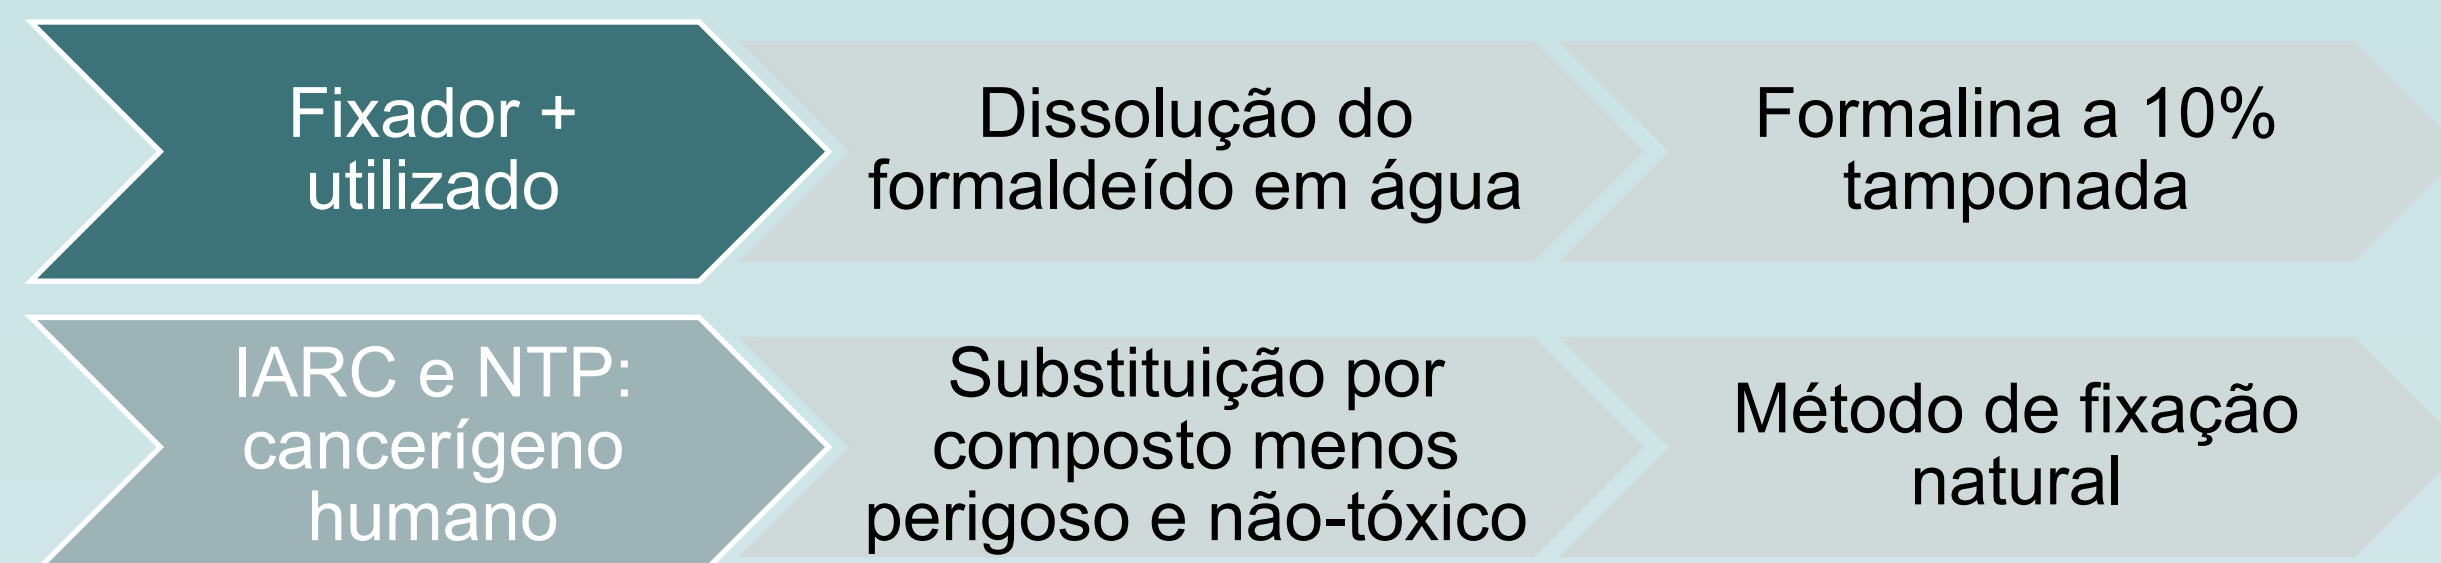 Fixador +
utilizado
Dissolução do
formaldeído em água
Formalina a 10%
tamponada
IARC e NTP:
cancerígeno
humano
Substituição por
composto menos
perigoso e não-tóxico
Método de fixação
natural